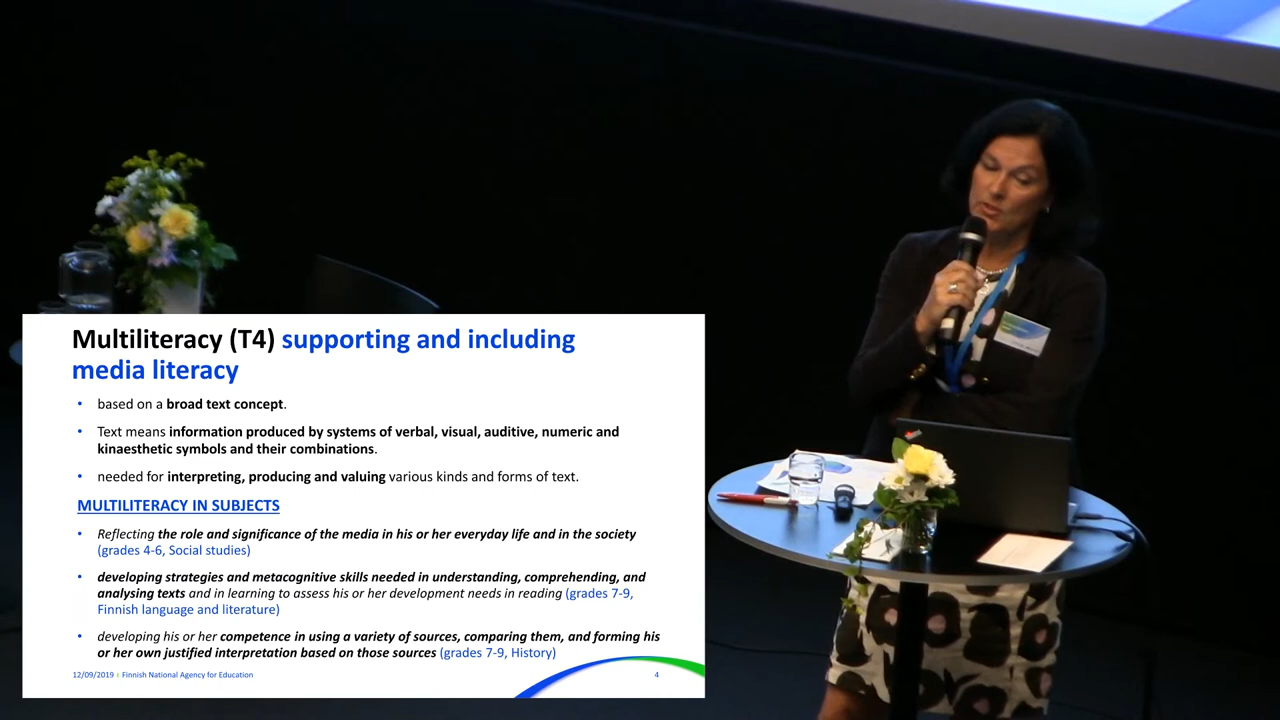 Multiliteracy (T4) supporting and including
media literacy
• based on a broad text concept.
• Text means information produced by systems of verbal, visual, auditive, numeric and
kinaesthetic symbols and their combinations.
• needed for interpreting, producing and valuing various kinds and forms of text.
MULTILITERACY IN SUBJECTS
• Reflecting the role and significance of the media in his or her everyday life and in the society
(grades 4-6, Social studies)
• developing strategies and metacognitive skills needed in understanding, comprehending, and
analysing texts and in learning to assess his or her development needs in reading (grades 7-9,
Finnish language and literature)
• developing his or her competence in using a variety of sources, comparing them, and forming his
or her own justified interpretation based on those sources (grades 7-9, History)
12/09/2019 I Finnish National Agency for Education 4